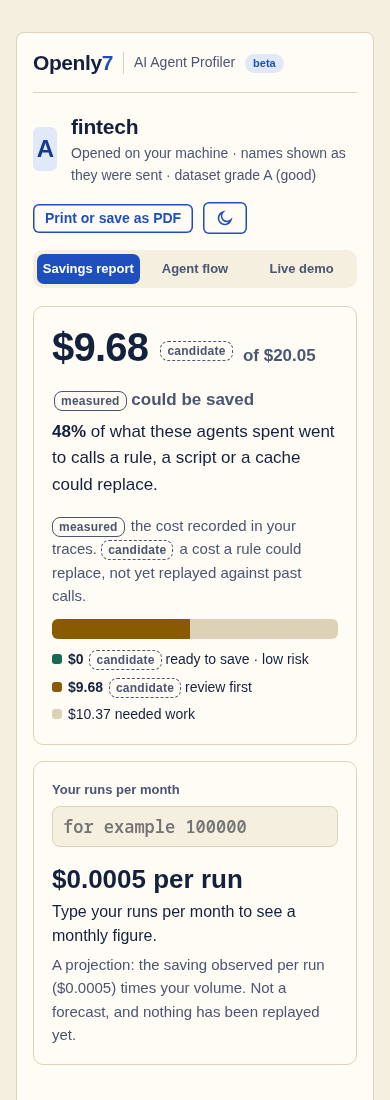 Openly7 AI Agent Profiler beta
A
fintech
Opened on your machine · names shown as
they were sent · dataset grade A (good)
Print or save as PDF
Savings report Agent flow Live demo
$9.68 candidate of $20.05
measured could be saved
48% of what these agents spent went
to calls a rule, a script or a cache
could replace.
measured the cost recorded in your
traces. candidate a cost a rule could
replace, not yet replayed against past
calls.
$0 candidate ready to save · low risk
$9.68 candidate review first
$10.37 needed work
Your runs per month
for example 100000
$0.0005 per run
Type your runs per month to see a
monthly figure.
A projection: the saving observed per run
($0.0005) times your volume. Not a
forecast, and nothing has been replayed
yet.